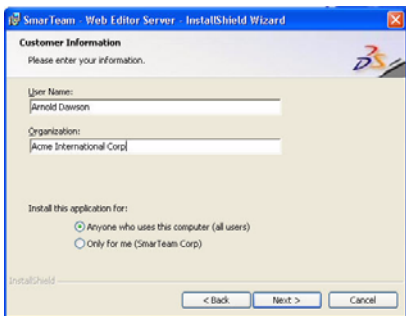 SmarTeam - Web Editor Server - InstallShield Wizard
Customer Information
Please enter your information.
User Name:
Arnold Dawson
Organization:
Acme International Corp
Install this application for:
Anyone who uses this computer (all users)
Only for me (SmarTeam Corp)
InstallShield
< Back Next > Cancel